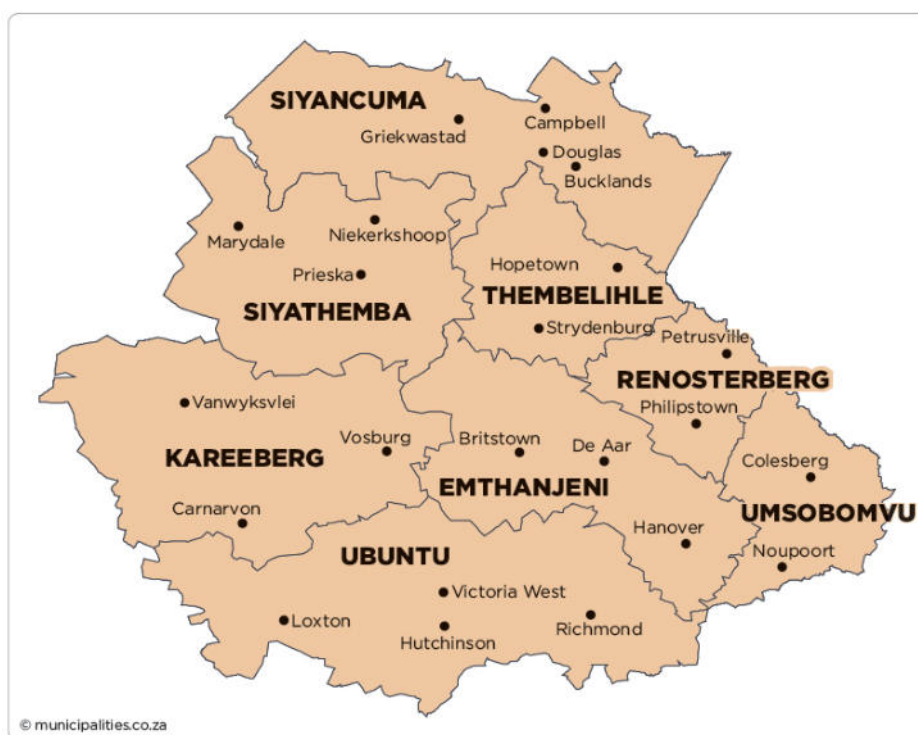 SIYANCUMA
Griekwastad
Campbell
Douglas
Bucklands
Marydale
Niekerkshoop
Prieska
SIYATHEMBA
Hopetown
THEMBELIHLE
Strydenburg
Petrusville
RENOSTERBERG
Philipstown
Vanwyksvlei
Vosburg
KAREEBERG
Carnarvon
Britstown
De Aar
EMTHANJENI
Hanover
Colesberg
UMSOBOMVU
Noupoort
UBUNTU
Victoria West
Loxton
Hutchinson
Richmond
© municipalities.co.za